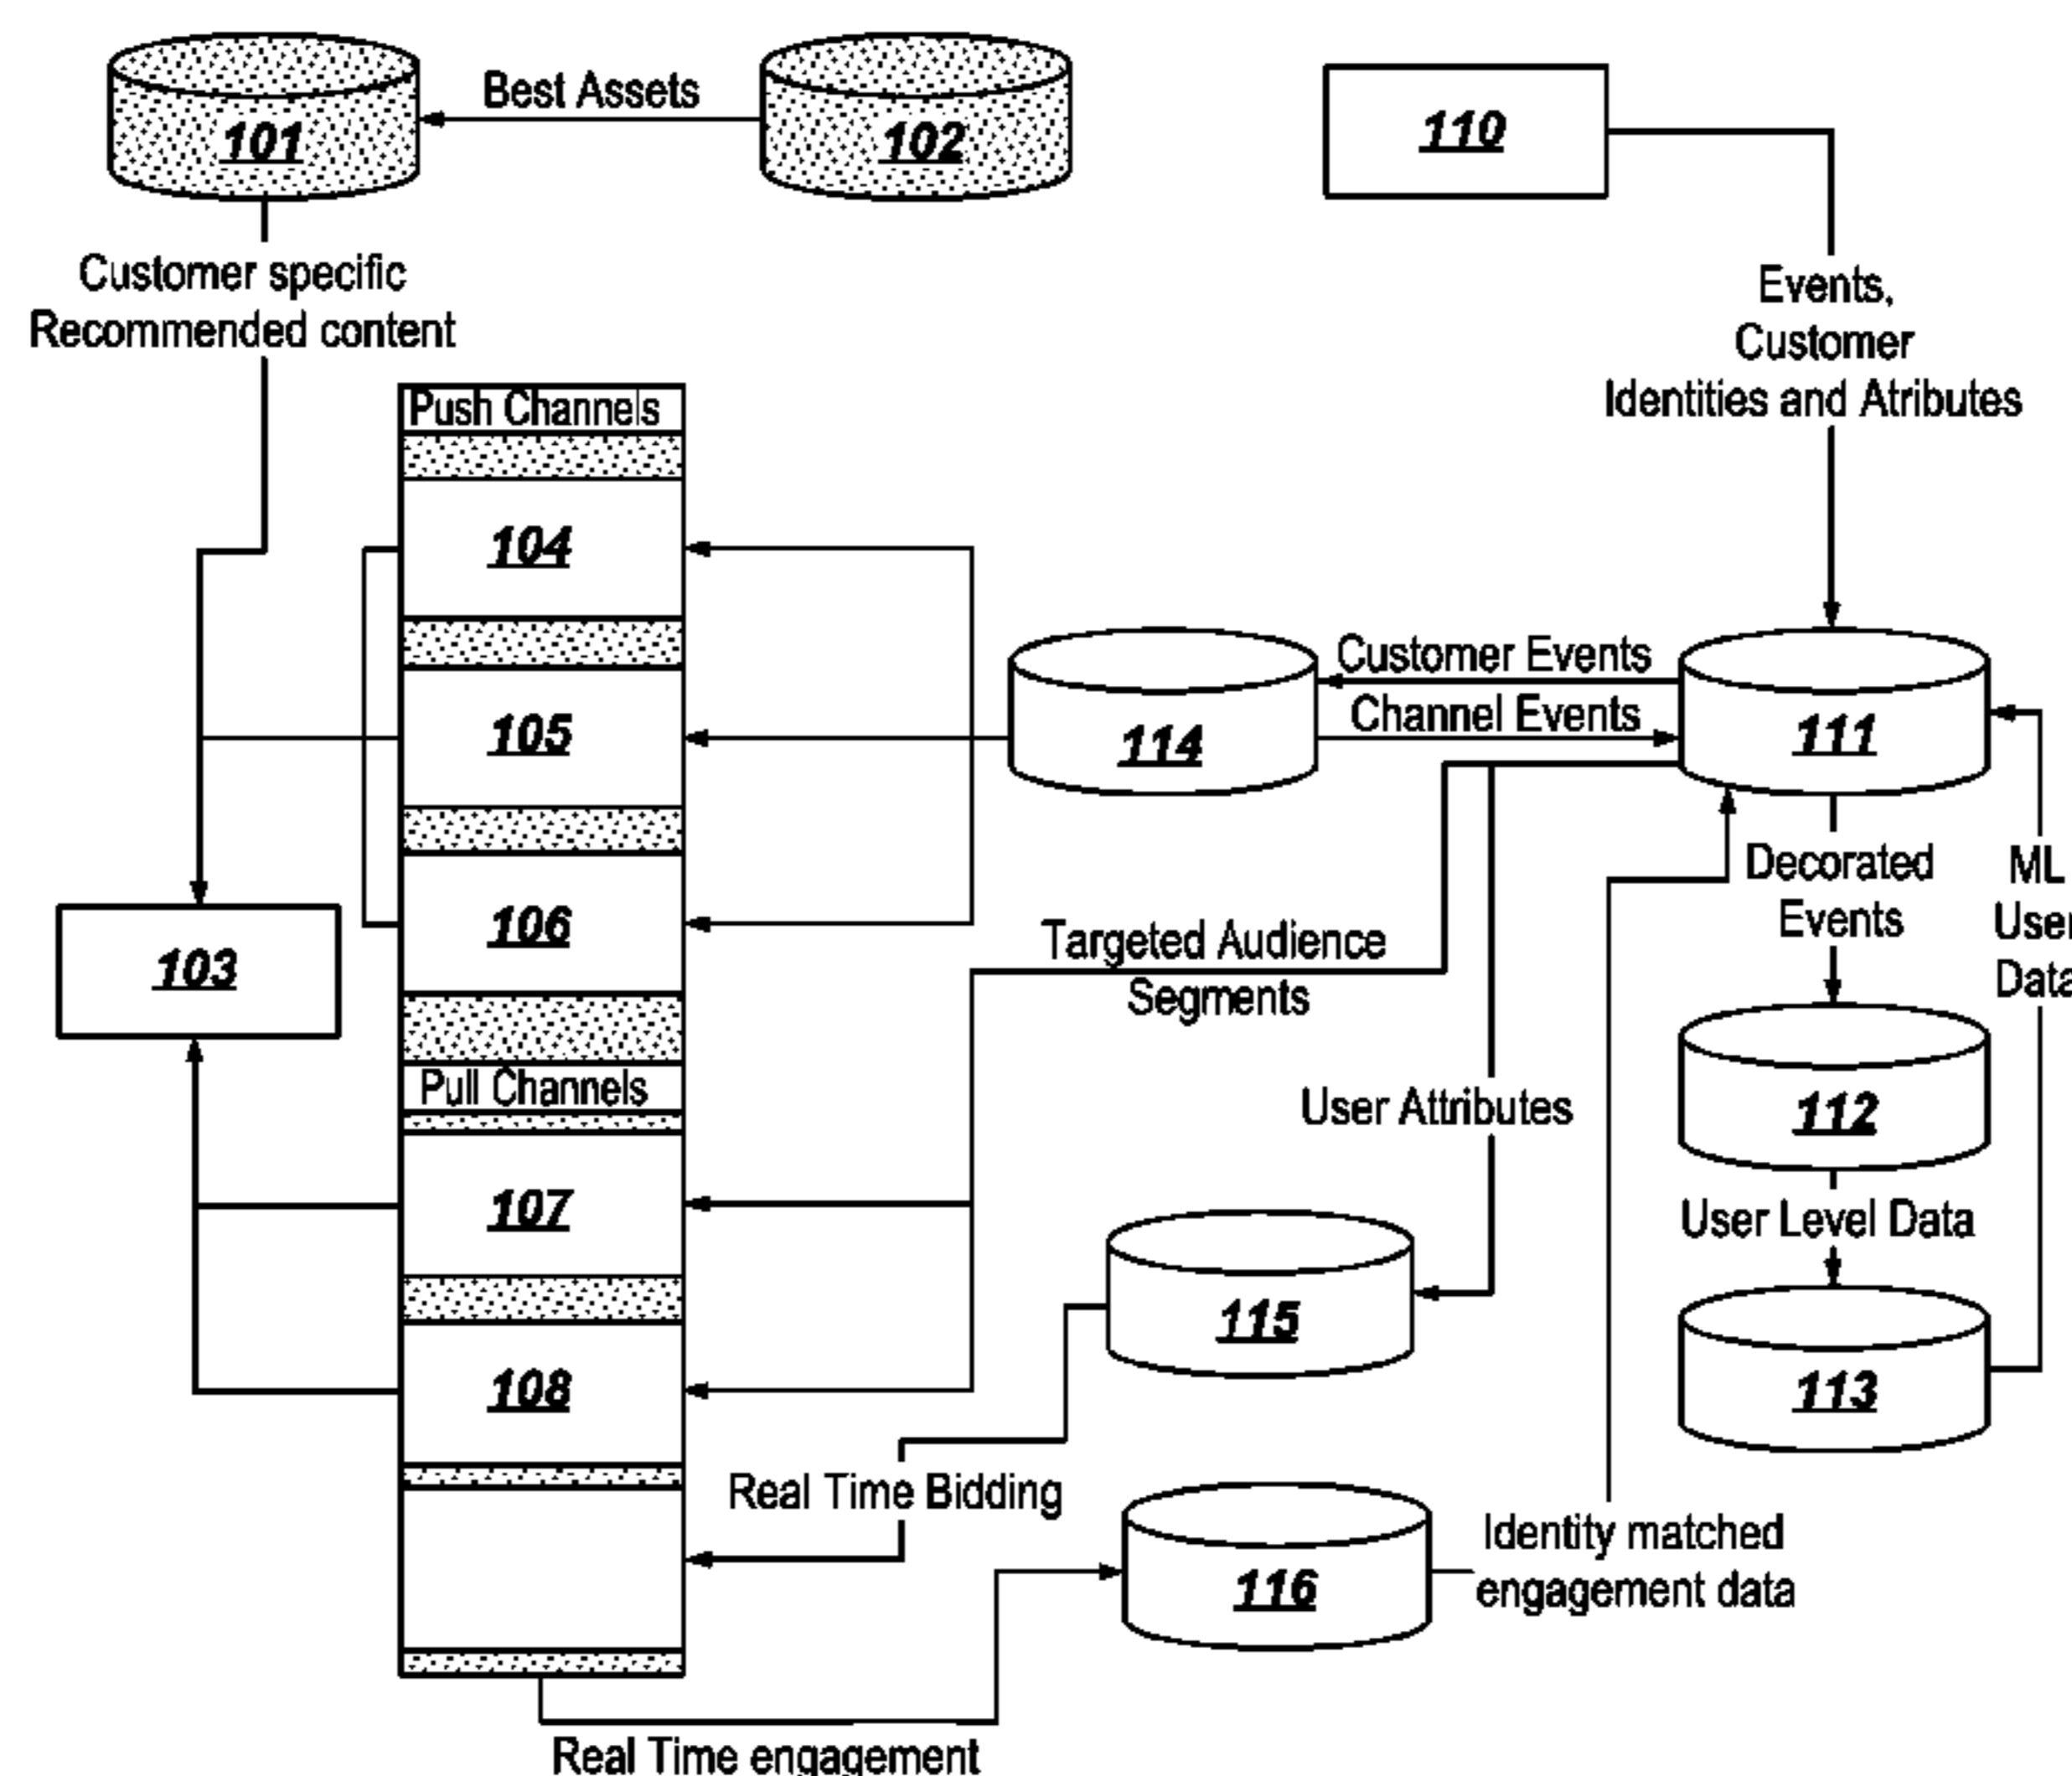 101
Best Assets
102
110
Customer specific
Recommended content
Events,
Customer
Identities and Atributes
Push Channels
104
105
106
103
114
Customer Events
Channel Events
111
Decorated
Events
ML
User
Data
Targeted Audience
Segments
112
Pull Channels
User Attributes
107
User Level Data
115
108
113
Real Time Bidding
116
Identity matched
engagement data
Real Time engagement